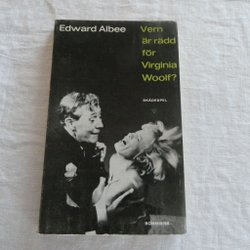 Edward Albee
Vem
är rädd
för
Virginia
Woolf?
SKÅDESPEL
BONNIERS